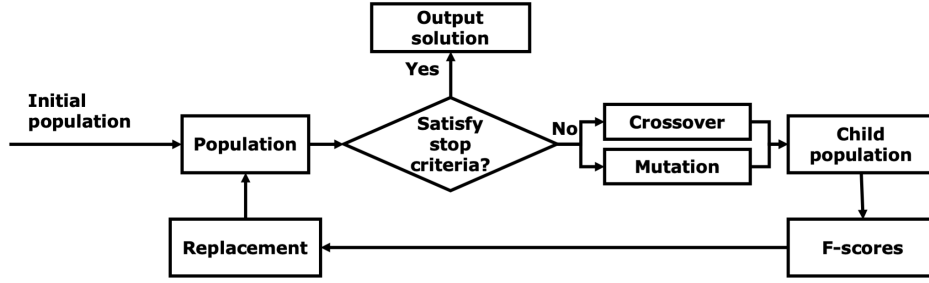 Output
solution
Yes
Initial
population
Population
Satisfy
stop
criteria?
No
Crossover
Mutation
Child
population
Replacement
F-scores